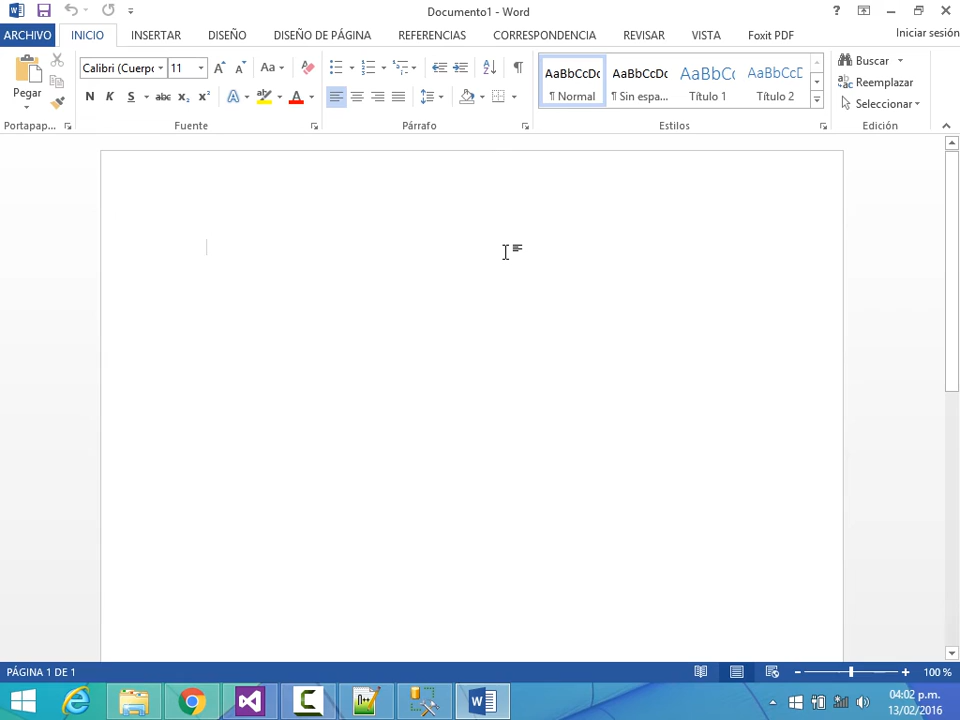 Documento1 - Word
ARCHIVO INICIO INSERTAR DISEÑO DISEÑO DE PÁGINA REFERENCIAS CORRESPONDENCIA REVISAR VISTA Foxit PDF Iniciar sesión
Pegar
Calibri (Cuerpo 11 Aa
N K S abc x₂ x² A A
Portapap... Fuente Párrafo Estilos Edición
AaBbCcDc AaBbCcDc AaBbCc AaBbCcD
¶ Normal ¶ Sin espa... Título 1 Título 2
Buscar
Reemplazar
Seleccionar
PÁGINA 1 DE 1
100 %
04:02 p.m.
13/02/2016